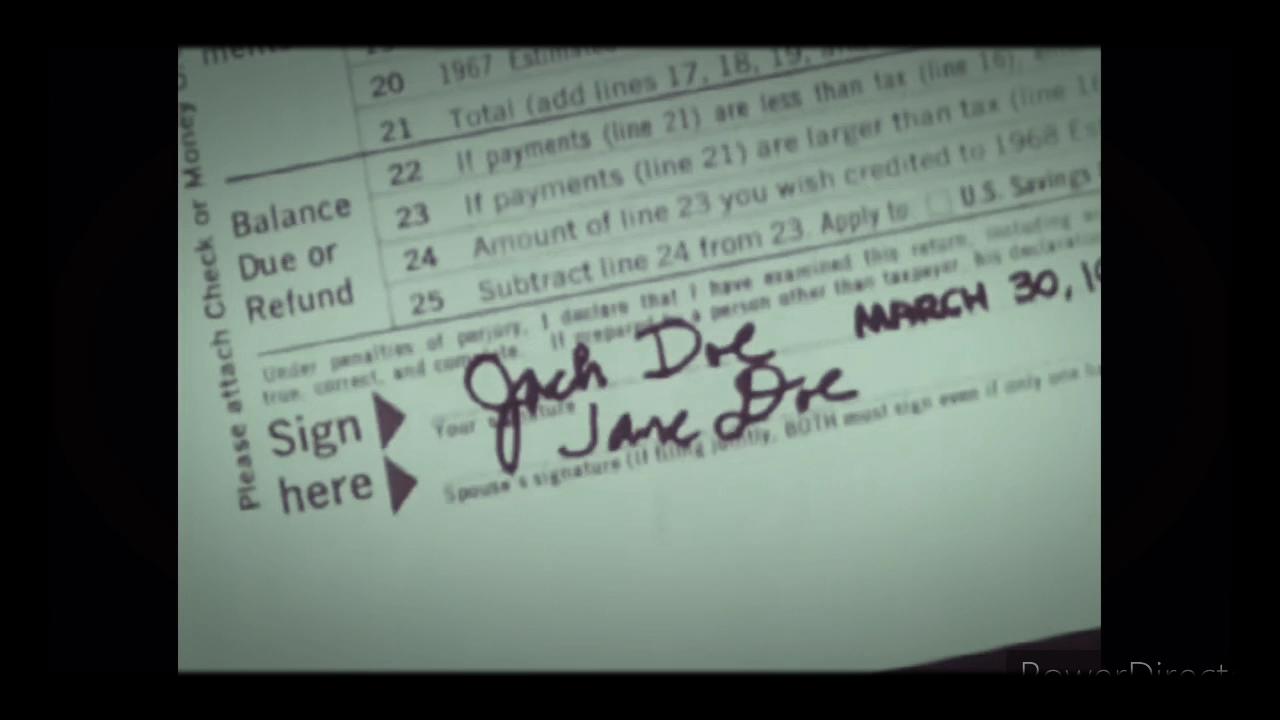 Please attach Check or Money
20 1967
21 Total (add lines 17, 18, 19,
22 If payments (line 21) are less than tax (line 16),
23 If payments (line 21) are larger than tax (line
24 Amount of line 23 you wish credited to 1968
25 Subtract line 24 from 23. Apply to U.S. Savings
Balance
Due or
Refund
Under penalties of perjury, I declare that I have examined this return, including
true, correct, and complete. If prepared by a person other than taxpayer, his
MARCH 30,
Jack Doe
Sign Your signature
Jane Doe
here Spouse's signature (if filing jointly, BOTH must sign even if only one
PowerDirect